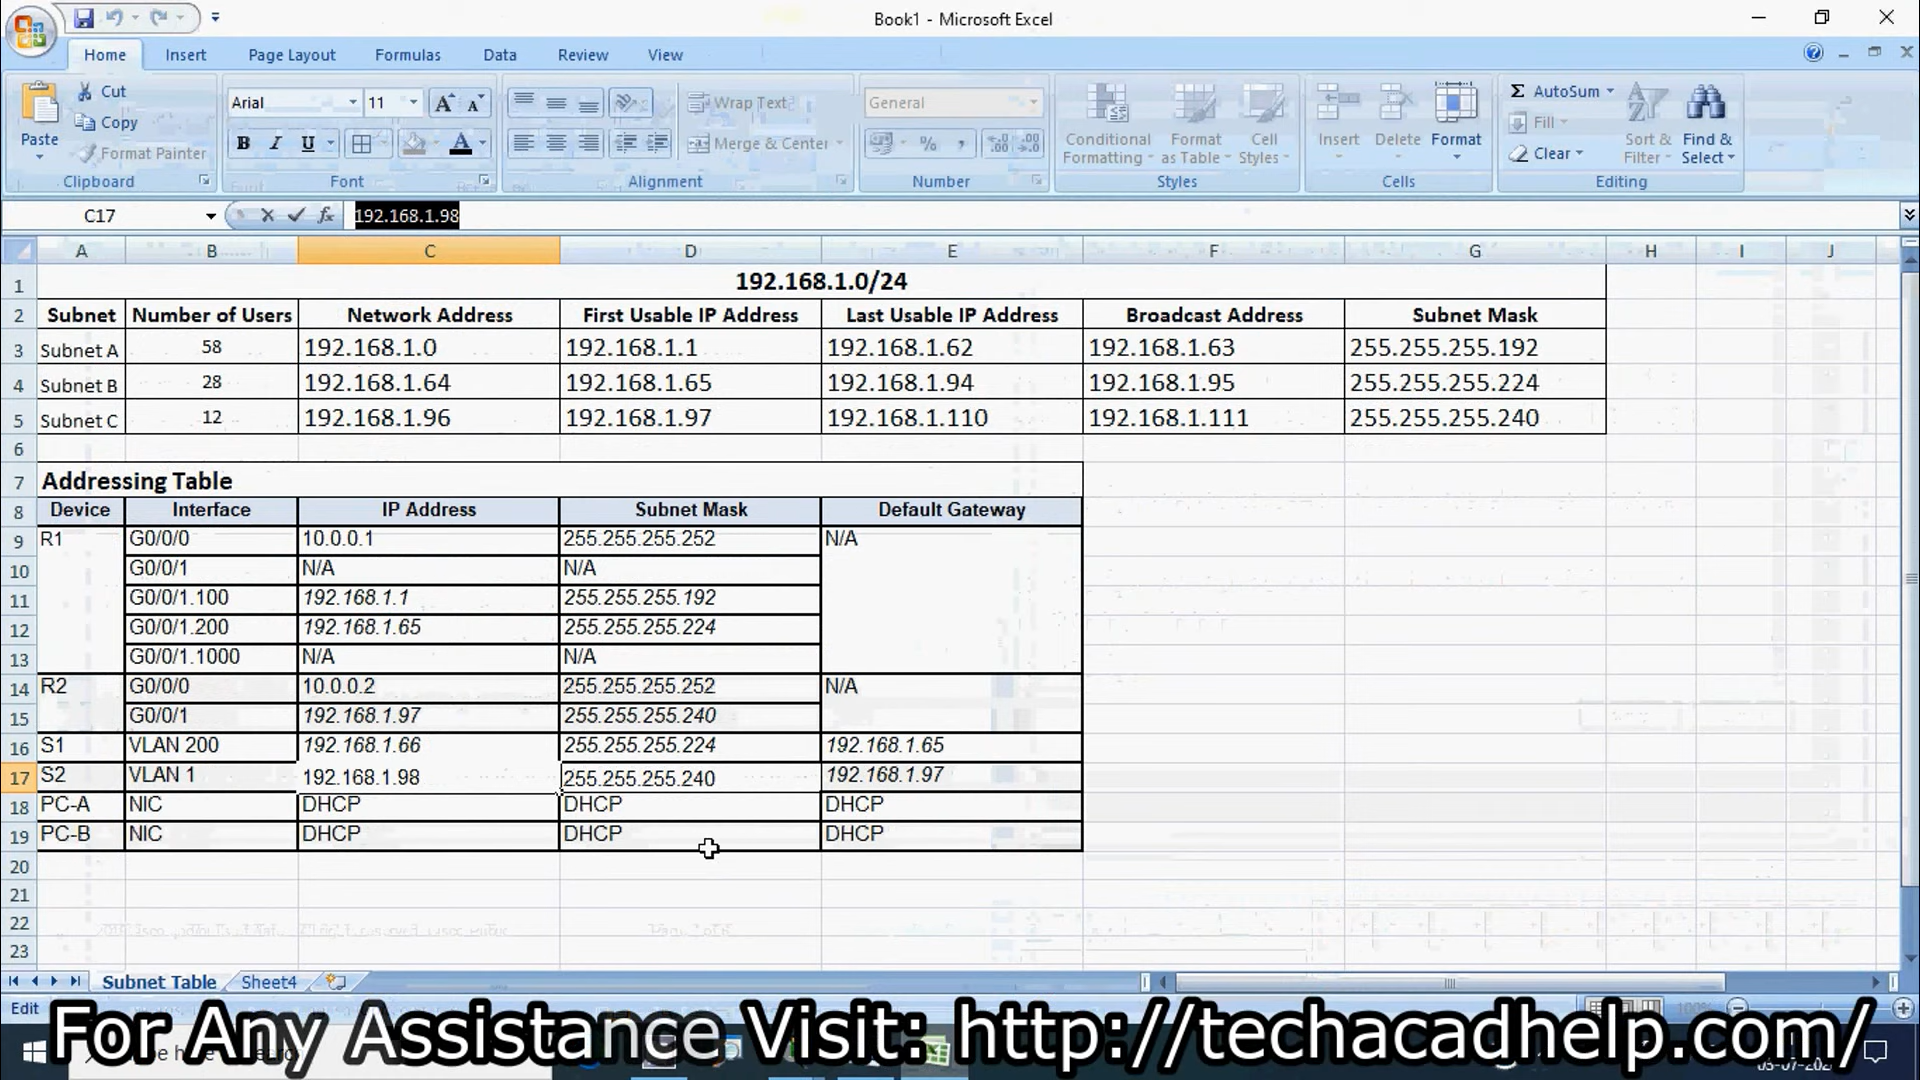 Book1 - Microsoft Excel
Home Insert Page Layout Formulas Data Review View
Paste
Cut
Copy
Format Painter
Clipboard
Arial 11
B I U
Font
Wrap Text
Merge & Center
Alignment
General
Number
Conditional Formatting
Format as Table
Cell Styles
Styles
Insert Delete Format
Cells
Σ AutoSum
Fill
Clear
Sort & Filter
Find & Select
Editing
C17 fx 192.168.1.98
A B C D E F G H I J
1 192.168.1.0/24
2 Subnet Number of Users Network Address First Usable IP Address Last Usable IP Address Broadcast Address Subnet Mask
3 Subnet A 58 192.168.1.0 192.168.1.1 192.168.1.62 192.168.1.63 255.255.255.192
4 Subnet B 28 192.168.1.64 192.168.1.65 192.168.1.94 192.168.1.95 255.255.255.224
5 Subnet C 12 192.168.1.96 192.168.1.97 192.168.1.110 192.168.1.111 255.255.255.240
6
7 Addressing Table
8 Device Interface IP Address Subnet Mask Default Gateway
9 R1 G0/0/0 10.0.0.1 255.255.255.252 N/A
10 G0/0/1 N/A N/A
11 G0/0/1.100 192.168.1.1 255.255.255.192
12 G0/0/1.200 192.168.1.65 255.255.255.224
13 G0/0/1.1000 N/A N/A
14 R2 G0/0/0 10.0.0.2 255.255.255.252 N/A
15 G0/0/1 192.168.1.97 255.255.255.240
16 S1 VLAN 200 192.168.1.66 255.255.255.224 192.168.1.65
17 S2 VLAN 1 192.168.1.98 255.255.255.240 192.168.1.97
18 PC-A NIC DHCP DHCP DHCP
19 PC-B NIC DHCP DHCP DHCP
20
21
22
23
Subnet Table Sheet4
Edit 100%
For Any Assistance Visit: http://techacadhelp.com/